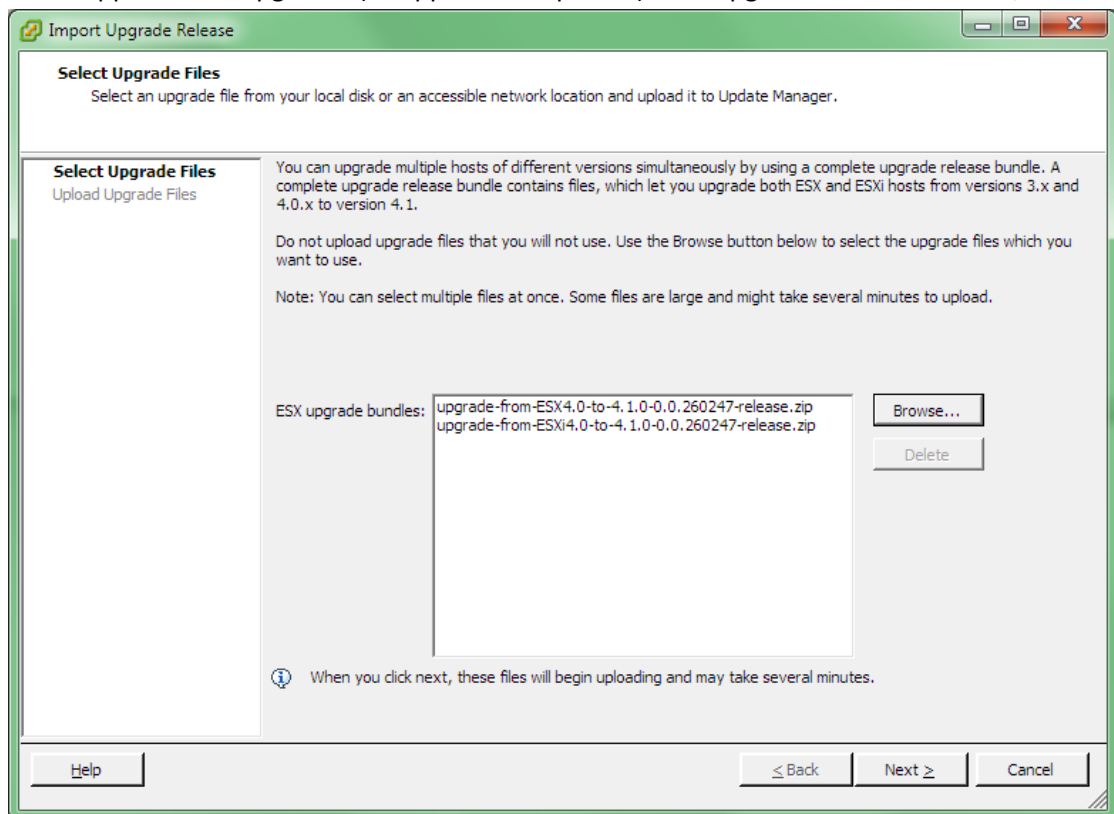 Import Upgrade Release
Select Upgrade Files
Select an upgrade file from your local disk or an accessible network location and upload it to Update Manager.
Select Upgrade Files
Upload Upgrade Files
You can upgrade multiple hosts of different versions simultaneously by using a complete upgrade release bundle. A
complete upgrade release bundle contains files, which let you upgrade both ESX and ESXi hosts from versions 3.x and
4.0.x to version 4.1.
Do not upload upgrade files that you will not use. Use the Browse button below to select the upgrade files which you
want to use.
Note: You can select multiple files at once. Some files are large and might take several minutes to upload.
ESX upgrade bundles:
upgrade-from-ESX4.0-to-4.1.0-0.0.260247-release.zip
upgrade-from-ESXi4.0-to-4.1.0-0.0.260247-release.zip
Browse...
Delete
When you click next, these files will begin uploading and may take several minutes.
Help
< Back
Next >
Cancel